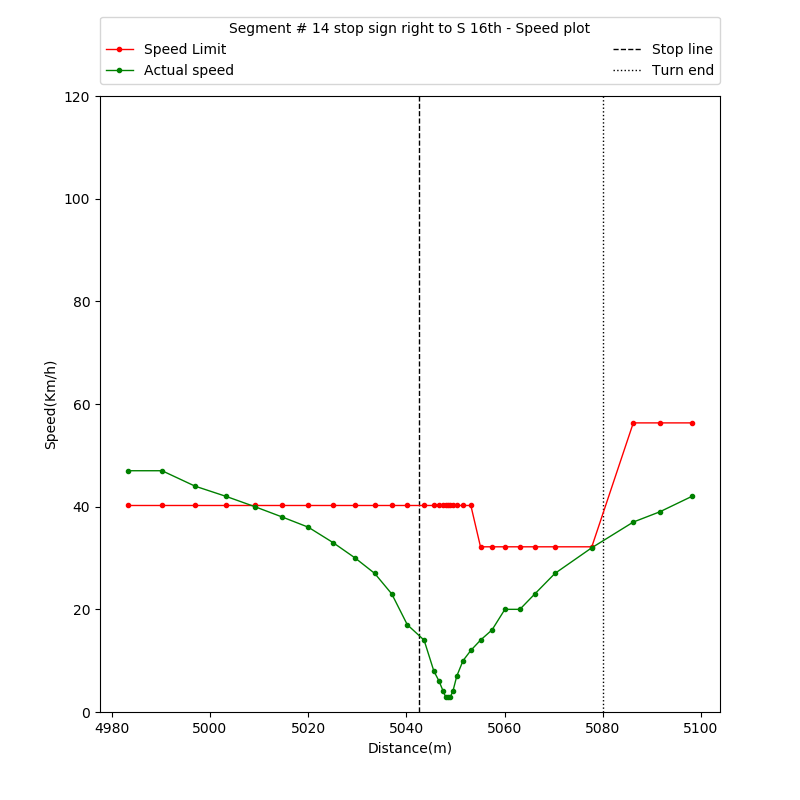 Segment # 14 stop sign right to S 16th - Speed plot
Speed Limit
Actual speed
Stop line
Turn end
120
100
80
60
40
20
0
Speed(Km/h)
4980 5000 5020 5040 5060 5080 5100
Distance(m)